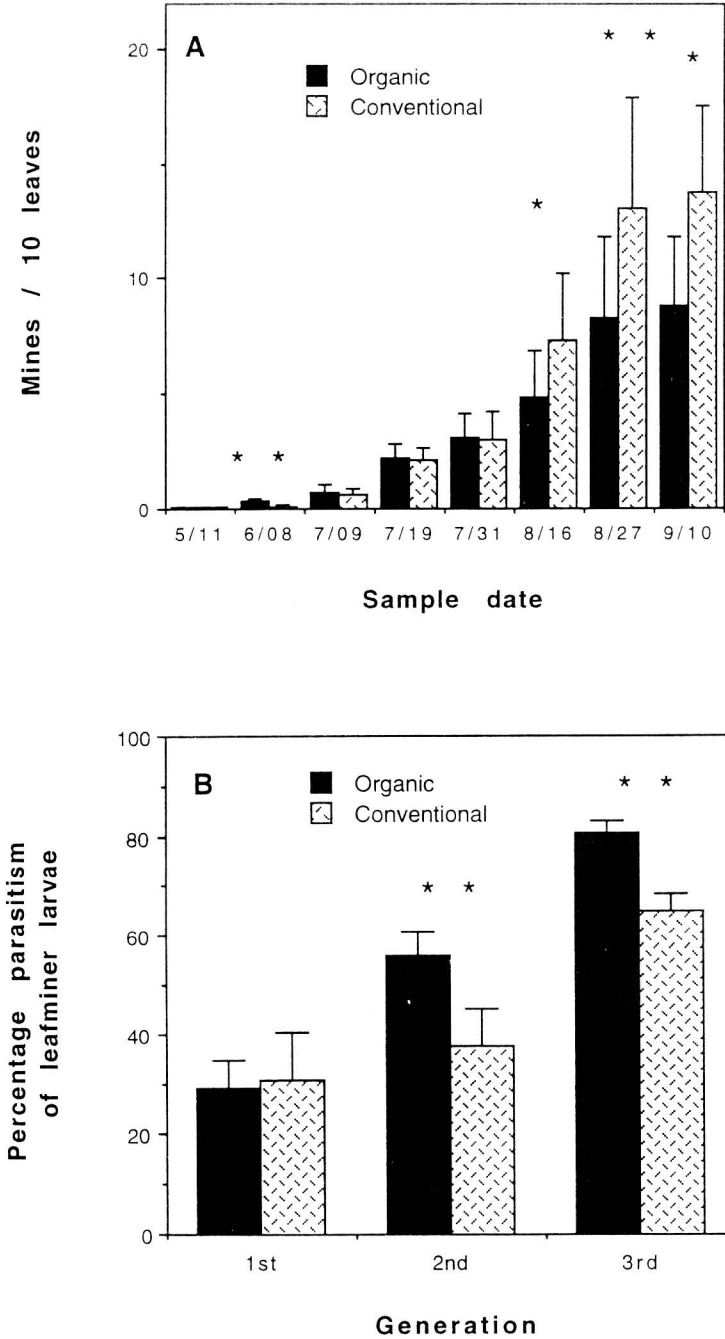 A
Organic
Conventional
Mines / 10 leaves
20
10
0
* * * * * *
5/11 6/08 7/09 7/19 7/31 8/16 8/27 9/10
Sample date
B
Organic
Conventional
Percentage parasitism
of leafminer larvae
100
80
60
40
20
0
* * * *
1st 2nd 3rd
Generation